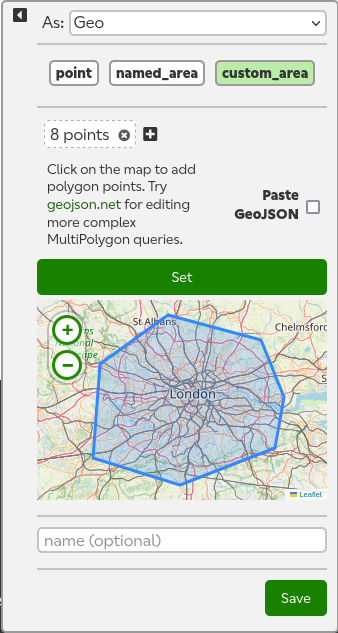 As: Geo
point named_area custom_area
8 points
Click on the map to add
polygon points. Try
geojson.net for editing
more complex
MultiPolygon queries.
Paste
GeoJSON
Set
St Albans
Chelmsford
London
Leaflet
name (optional)
Save